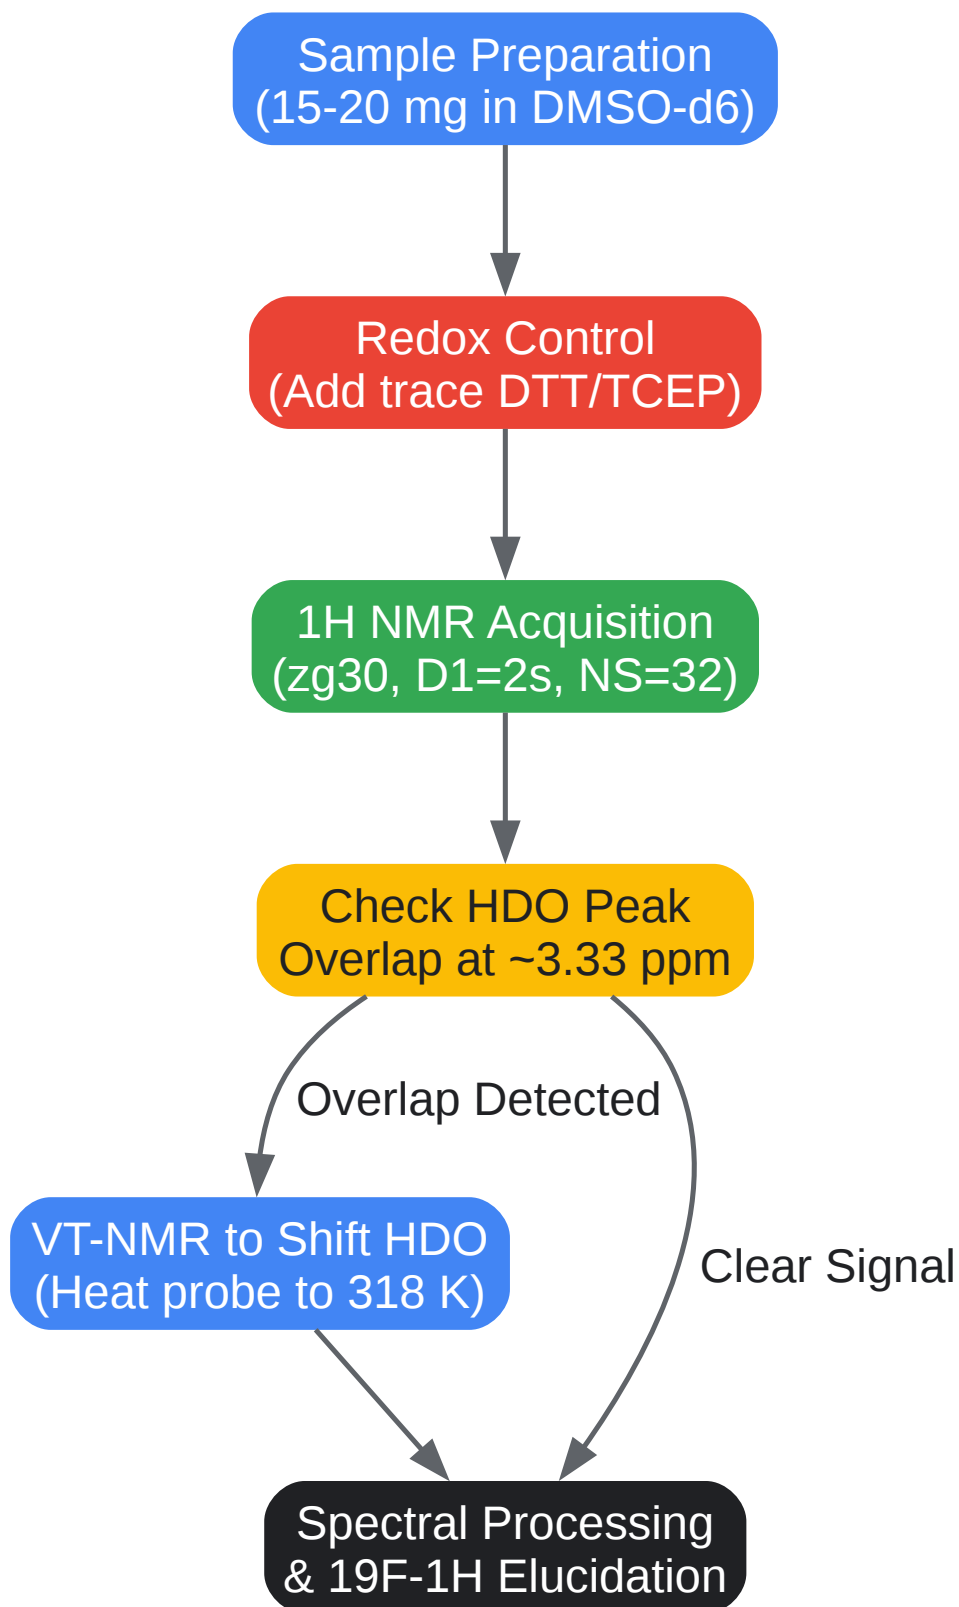 Sample Preparation
(15-20 mg in DMSO-d6)
Redox Control
(Add trace DTT/TCEP)
1H NMR Acquisition
(zg30, D1=2s, NS=32)
Check HDO Peak
Overlap at ~3.33 ppm
Overlap Detected
VT-NMR to Shift HDO
(Heat probe to 318 K)
Clear Signal
Spectral Processing
& 19F-1H Elucidation